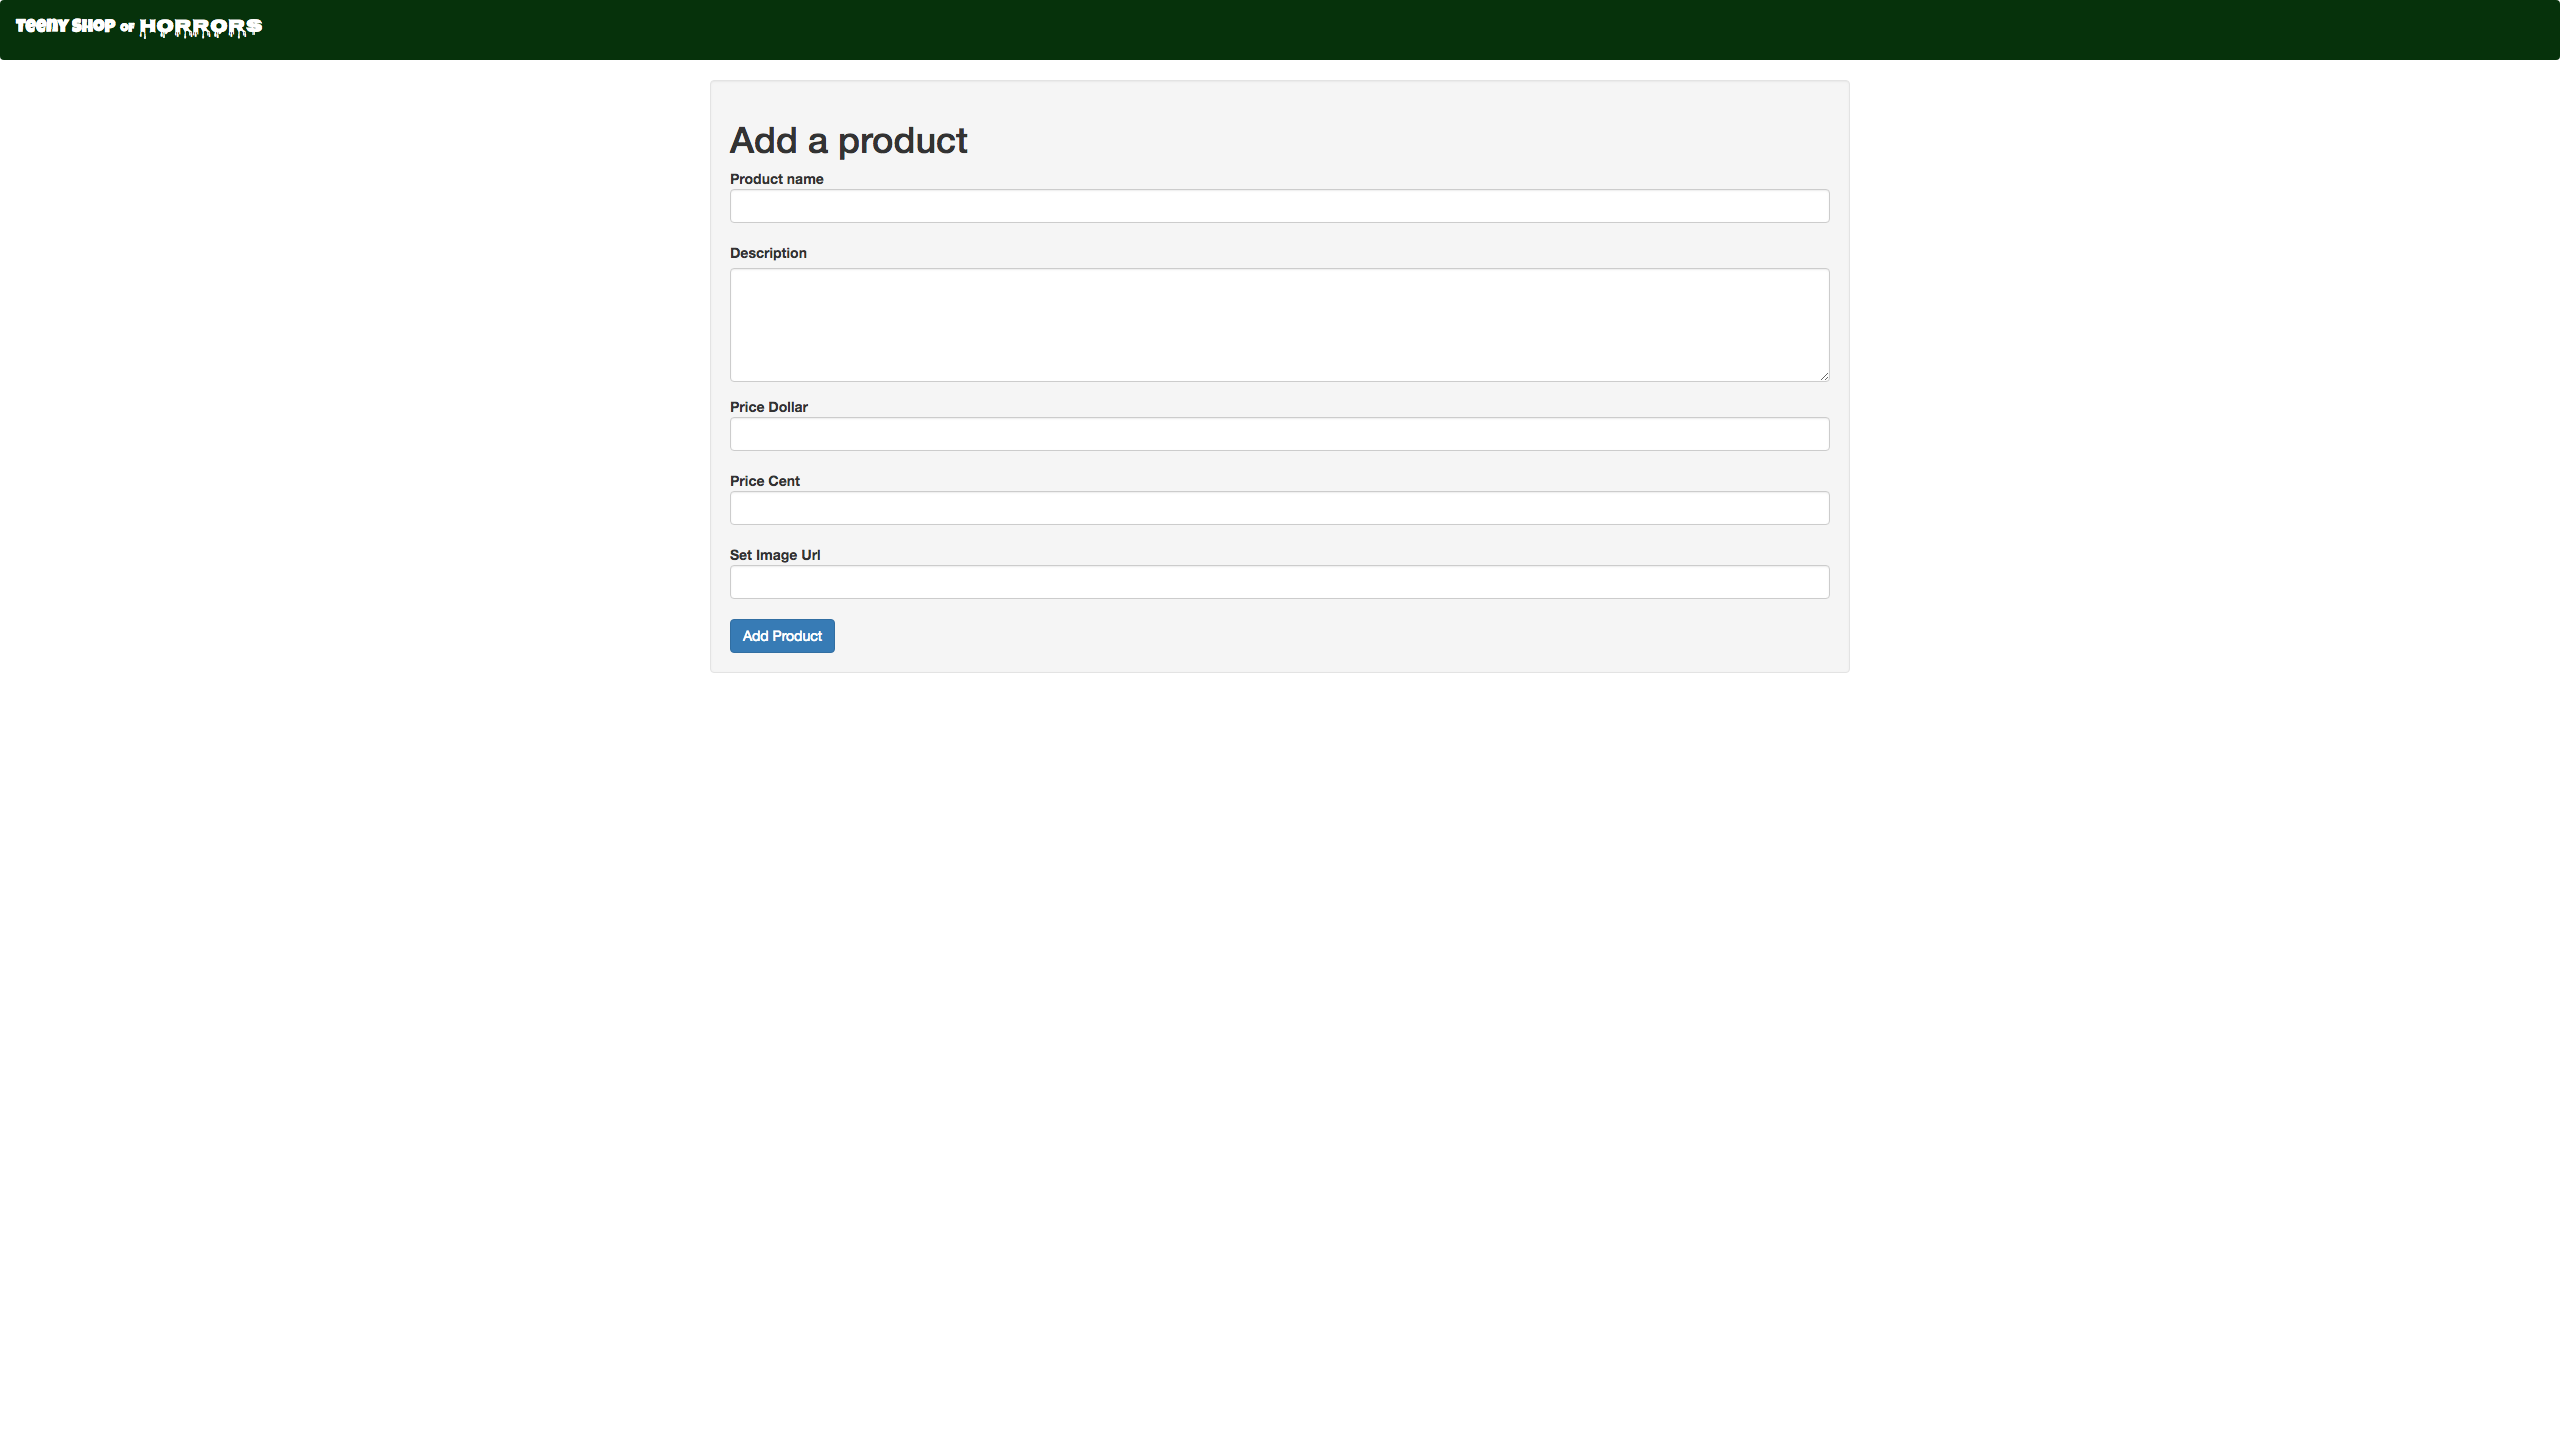 Teeny Shop of Horrors
Add a product
Product name
Description
Price Dollar
Price Cent
Set Image Url
Add Product